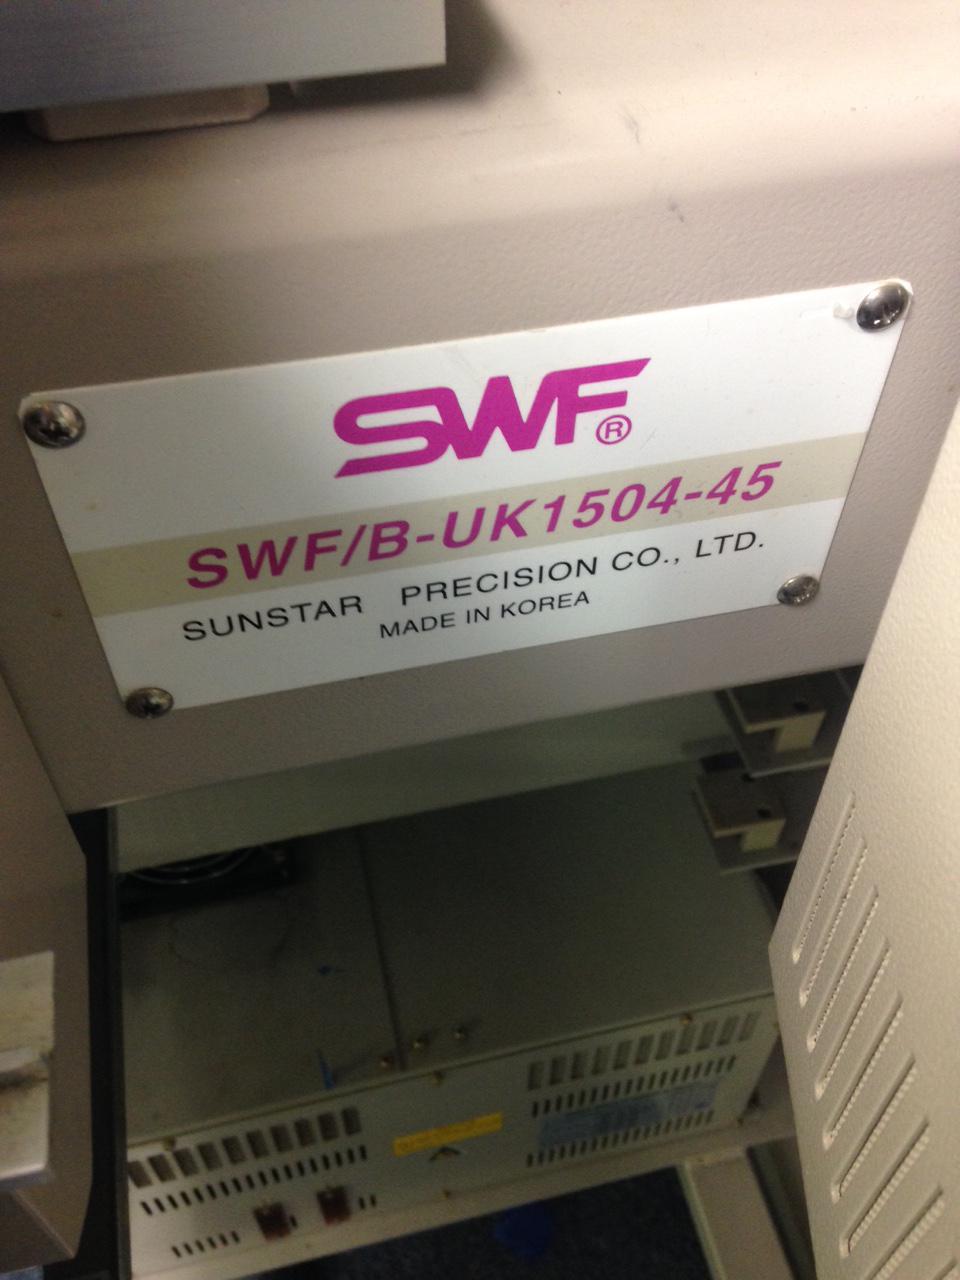 SWF®
SWF/B-UK1504-45
SUNSTAR PRECISION CO., LTD.
MADE IN KOREA